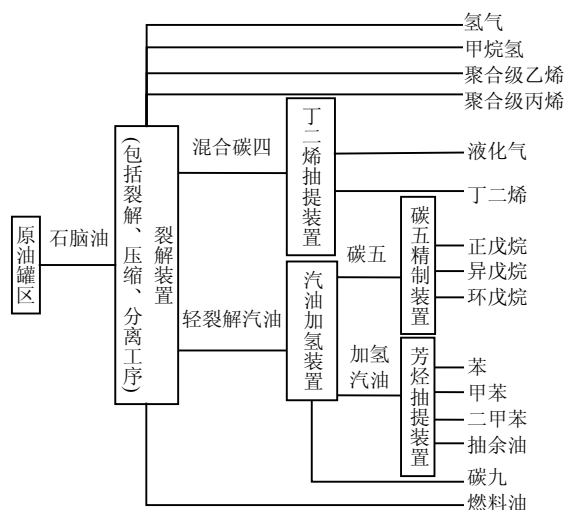 氢气
甲烷氢
聚合级乙烯
聚合级丙烯
原油罐区
石脑油
裂解装置
(包括裂解、压缩、分离工序)
混合碳四
丁二烯抽提装置
液化气
丁二烯
轻裂解汽油
汽油加氢装置
碳五
碳五精制装置
正戊烷
异戊烷
环戊烷
加氢
汽油
芳烃抽提装置
苯
甲苯
二甲苯
抽余油
碳九
燃料油